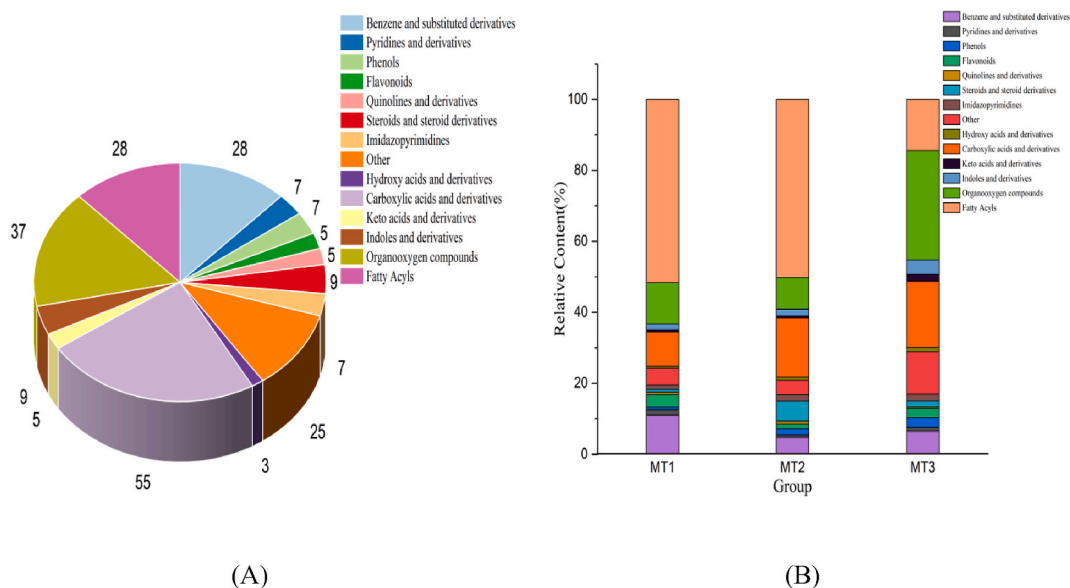 Benzene and substituted derivatives
Pyridines and derivatives
Phenols
Flavonoids
Quinolines and derivatives
Steroids and steroid derivatives
Imidazopyrimidines
Other
Hydroxy acids and derivatives
Carboxylic acids and derivatives
Keto acids and derivatives
Indoles and derivatives
Organooxygen compounds
Fatty Acyls
28
28
7
7
5
5
9
7
25
3
55
5
9
37
(A)
Benzene and substituted derivatives
Pyridines and derivatives
Phenols
Flavonoids
Quinolines and derivatives
Steroids and steroid derivatives
Imidazopyrimidines
Other
Hydroxy acids and derivatives
Carboxylic acids and derivatives
Keto acids and derivatives
Indoles and derivatives
Organooxygen compounds
Fatty Acyls
Relative Content(%)
100
80
60
40
20
0
MT1 MT2 MT3
Group
(B)